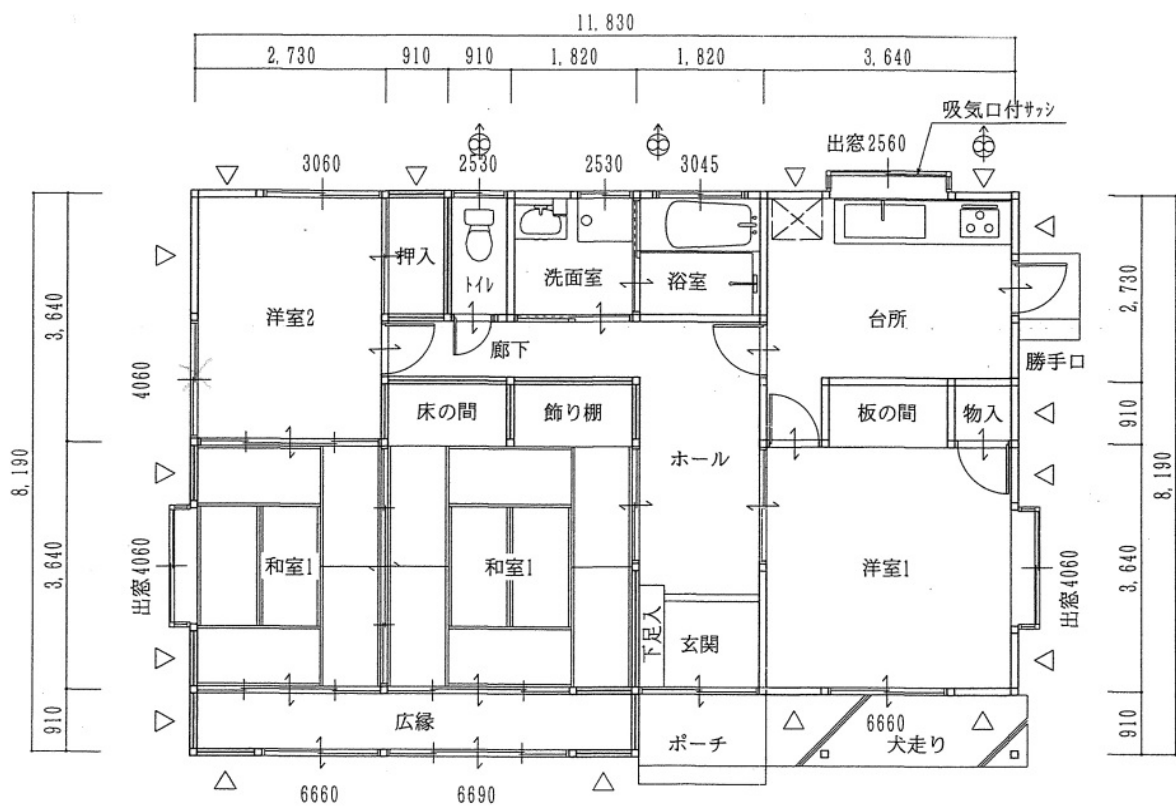 11,830
2,730
910
910
1,820
1,820
3,640
吸気口付サッシ
出窓2560
3060
2530
2530
3045
押入
トイレ
洗面室
浴室
台所
洋室2
廊下
勝手口
床の間
飾り棚
板の間
物入
ホール
和室1
和室1
洋室1
下足入
玄関
広縁
ポーチ
犬走り
6660
6660
6690
8,190
3,640
3,640
910
4060
出窓4060
出窓4060
2,730
910
3,640
910
8,190